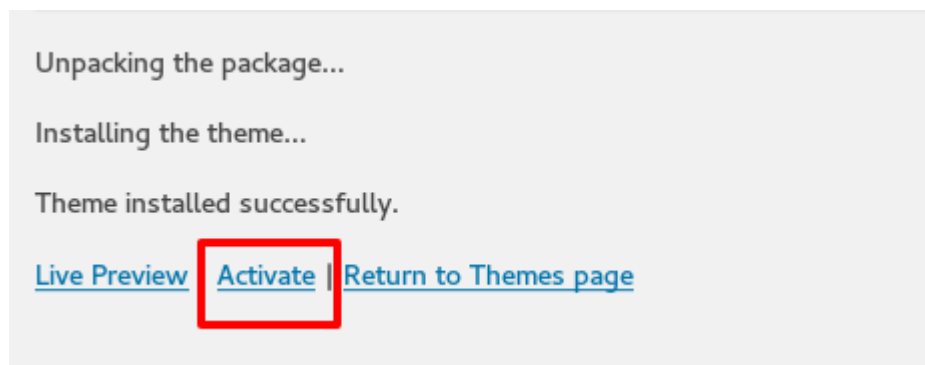 Unpacking the package...
Installing the theme...
Theme installed successfully.
Live Preview Activate | Return to Themes page